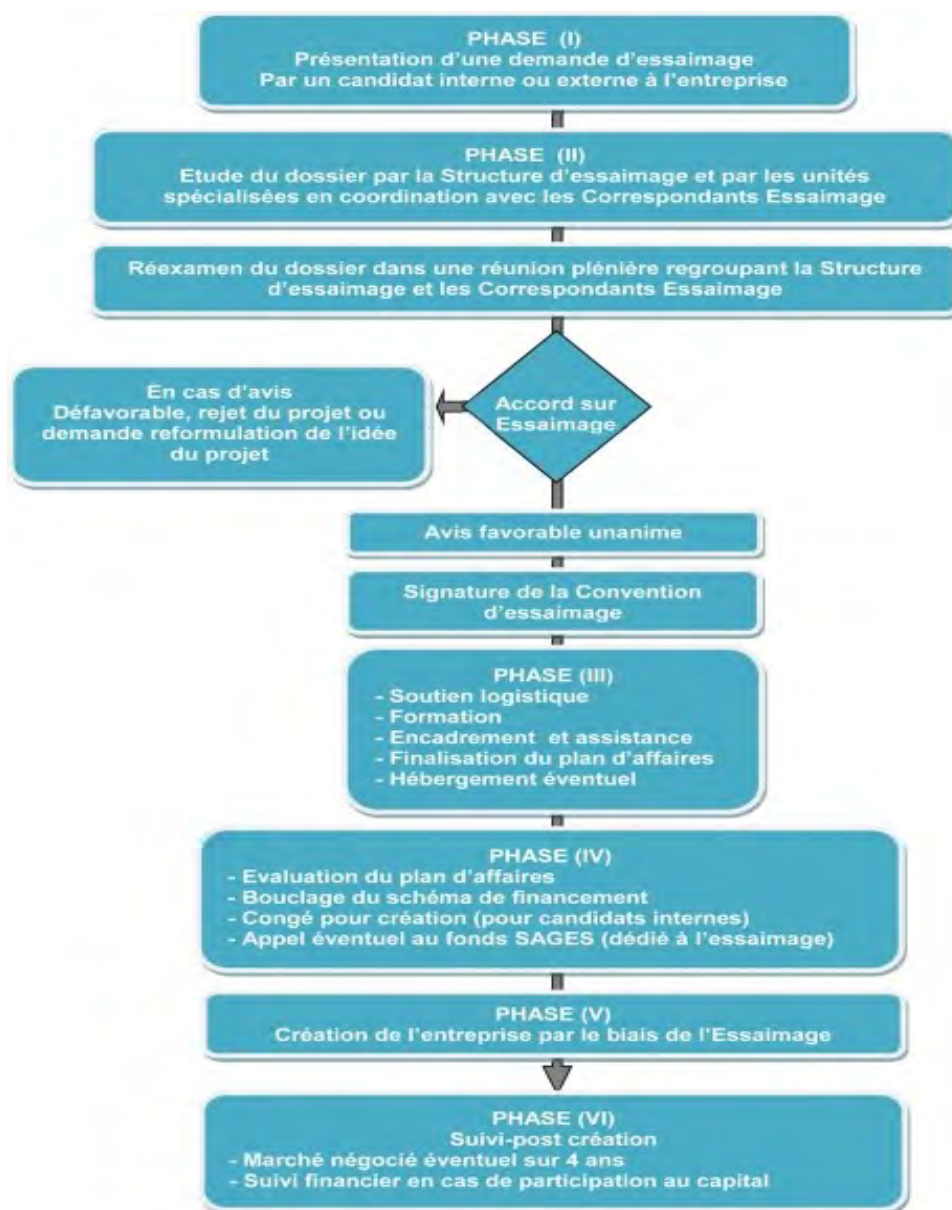 PHASE (I)
Présentation d'une demande d'essaimage
Par un candidat interne ou externe à l'entreprise
PHASE (II)
Etude du dossier par la Structure d'essaimage et par les unités
spécialisées en coordination avec les Correspondants Essaimage
Réexamen du dossier dans une réunion plénière regroupant la Structure
d'essaimage et les Correspondants Essaimage
Accord sur
Essaimage
En cas d'avis
Défavorable, rejet du projet ou
demande reformulation de l'idée
du projet
Avis favorable unanime
Signature de la Convention
d'essaimage
PHASE (III)
- Soutien logistique
- Formation
- Encadrement et assistance
- Finalisation du plan d'affaires
- Hébergement éventuel
PHASE (IV)
- Evaluation du plan d'affaires
- Bouclage du schéma de financement
- Congé pour création (pour candidats internes)
- Appel éventuel au fonds SAGES (dédié à l'essaimage)
PHASE (V)
Création de l'entreprise par le biais de l'Essaimage
PHASE (VI)
Suivi-post création
- Marché négocié éventuel sur 4 ans
- Suivi financier en cas de participation au capital